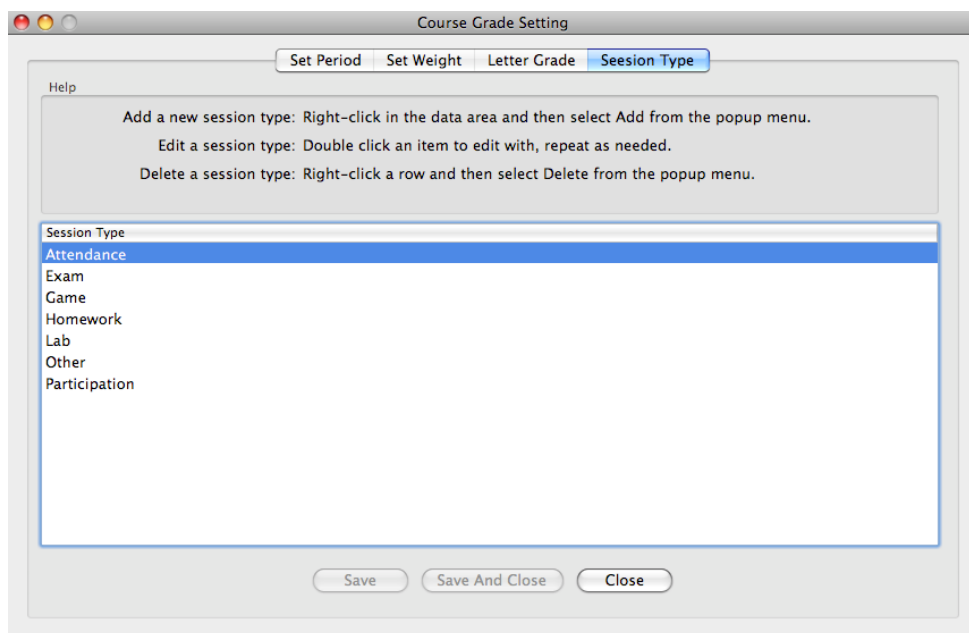 Course Grade Setting
Set Period Set Weight Letter Grade Seesion Type
Help
Add a new session type: Right-click in the data area and then select Add from the popup menu.
Edit a session type: Double click an item to edit with, repeat as needed.
Delete a session type: Right-click a row and then select Delete from the popup menu.
Session Type
Attendance
Exam
Game
Homework
Lab
Other
Participation
Save Save And Close Close